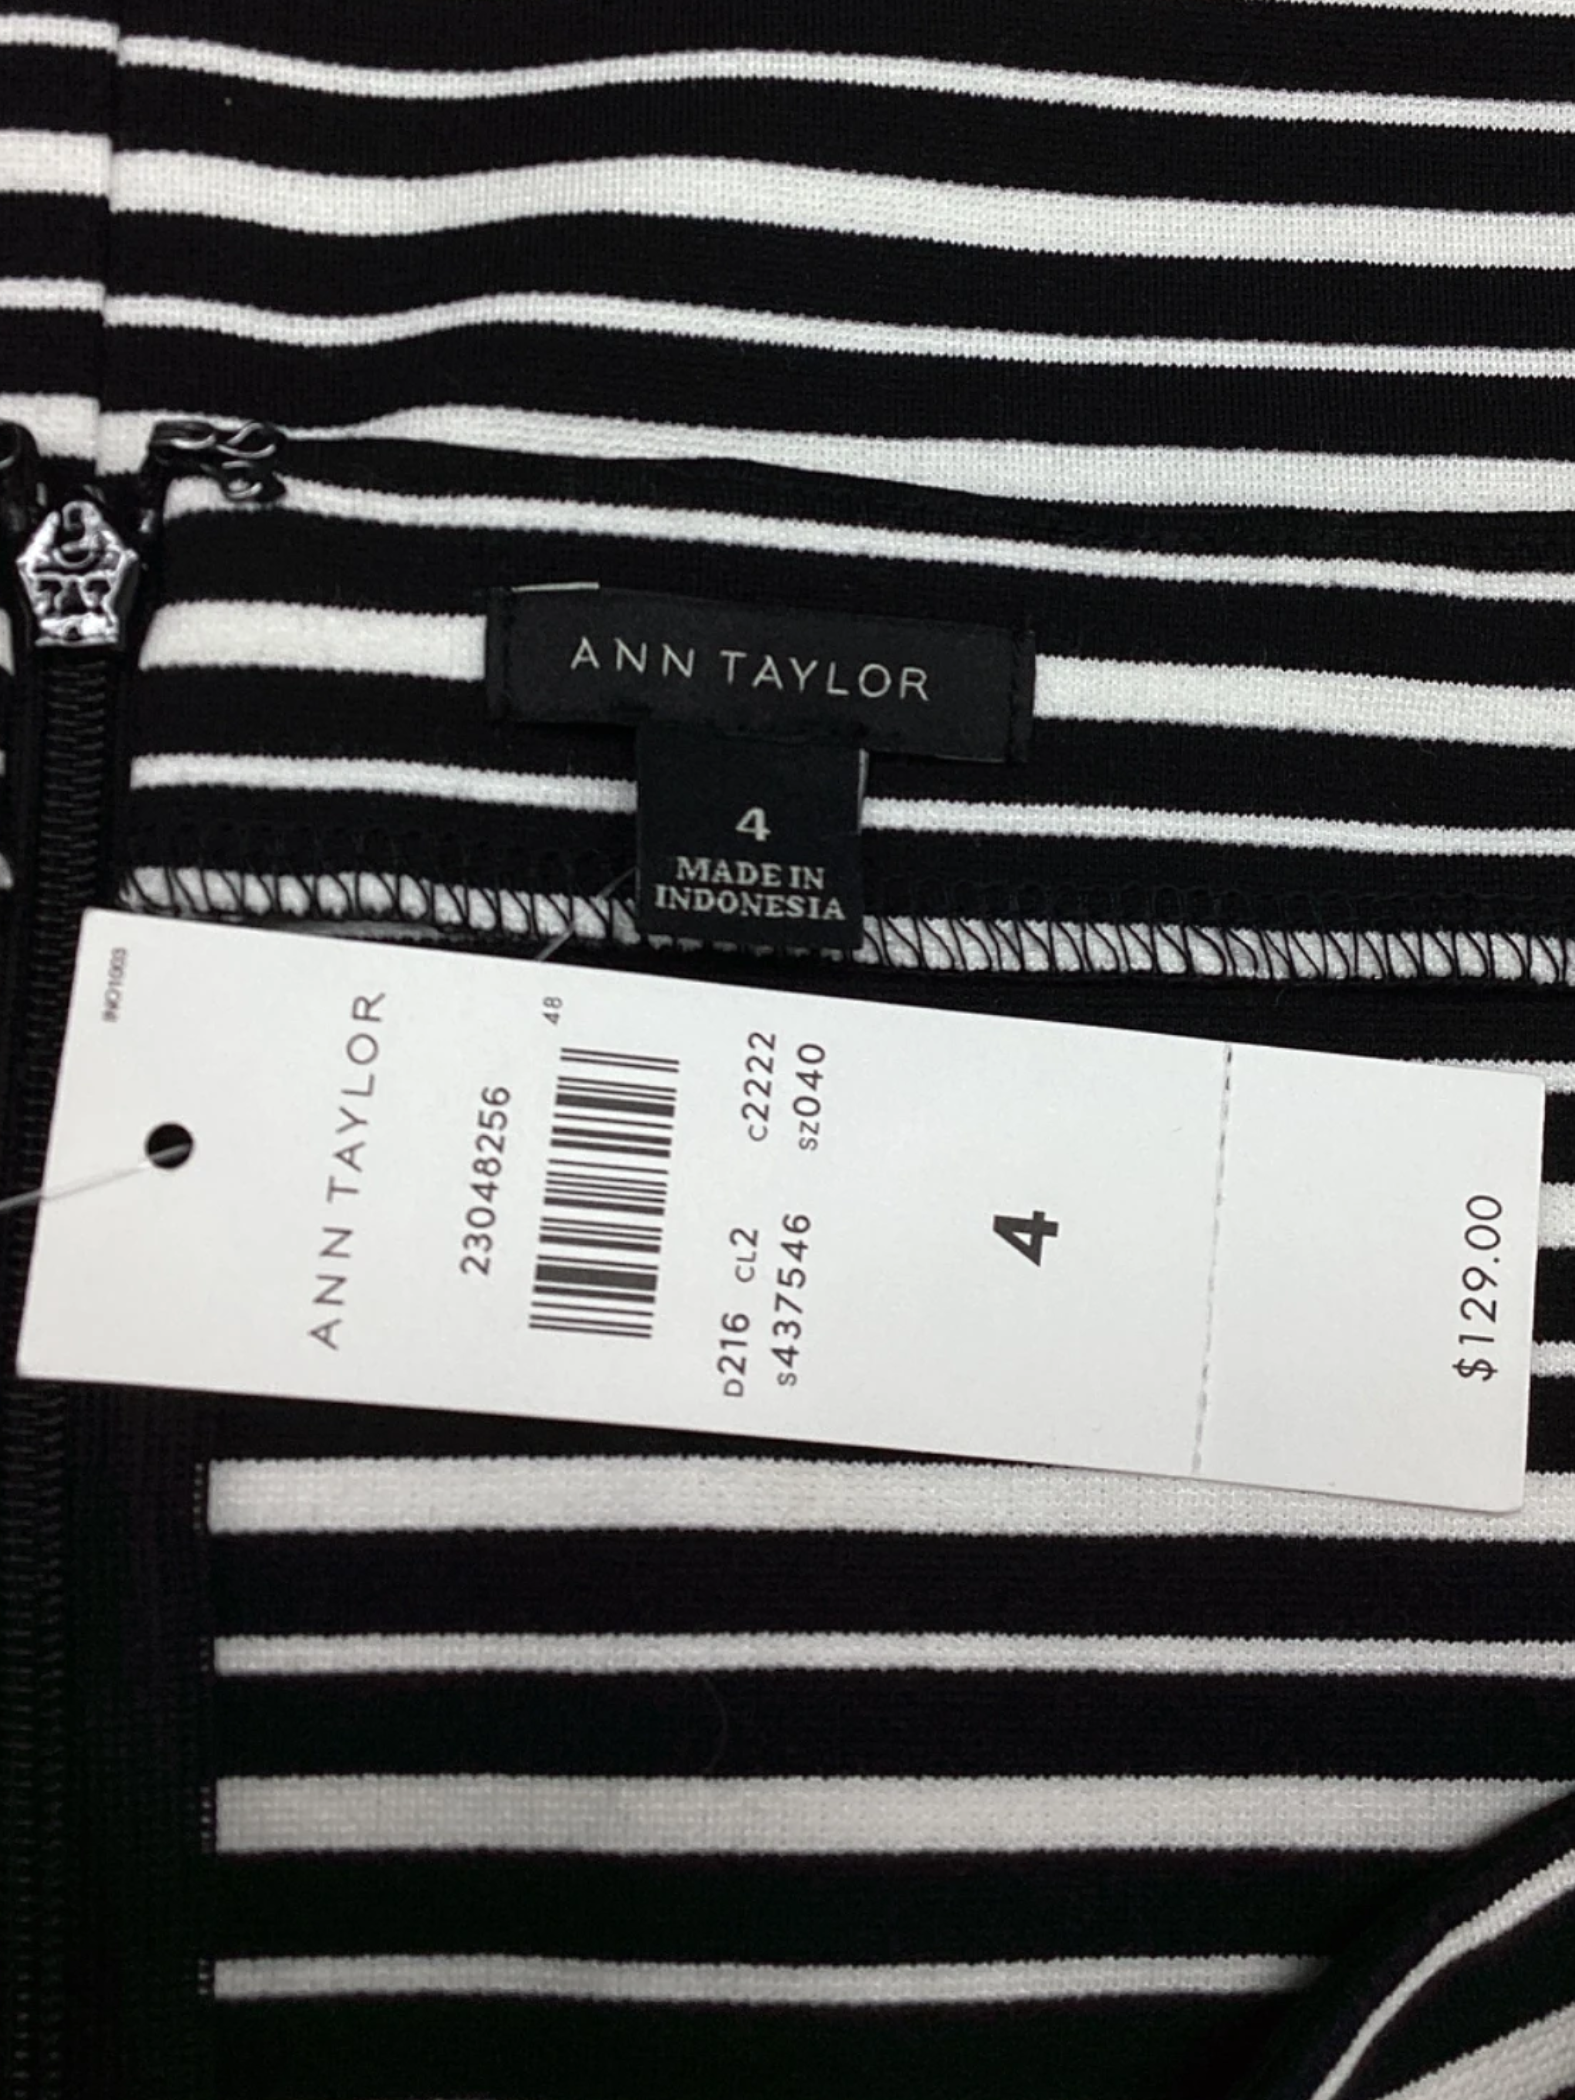 ANN TAYLOR
4
MADE IN
INDONESIA
ANN TAYLOR
23048256
48
D216 CL2 C2222
S437546 SZ040
4
$129.00